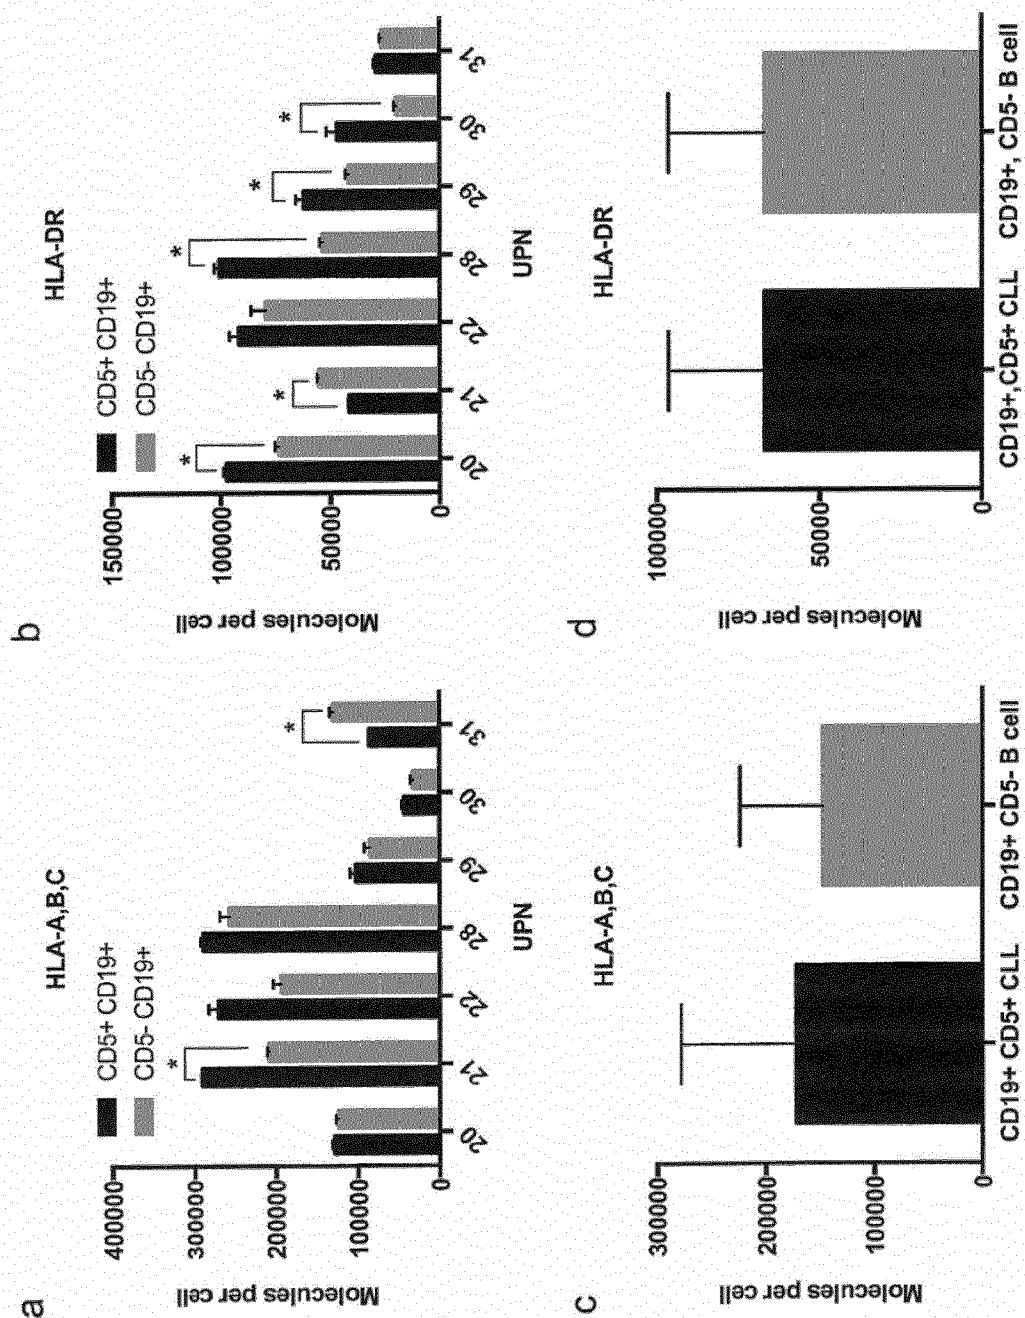 a
HLA-A,B,C
CD5+ CD19+
CD5- CD19+
Molecules per cell
400000
300000
200000
100000
0
*
*
20
21
22
28
29
30
31
UPN
b
HLA-DR
CD5+ CD19+
CD5- CD19+
Molecules per cell
150000
100000
50000
0
*
*
*
*
*
20
21
22
28
29
30
31
UPN
c
HLA-A,B,C
Molecules per cell
300000
200000
100000
0
CD19+ CD5+ CLL
CD19+ CD5- B cell
d
HLA-DR
Molecules per cell
100000
50000
0
CD19+,CD5+ CLL
CD19+, CD5- B cell